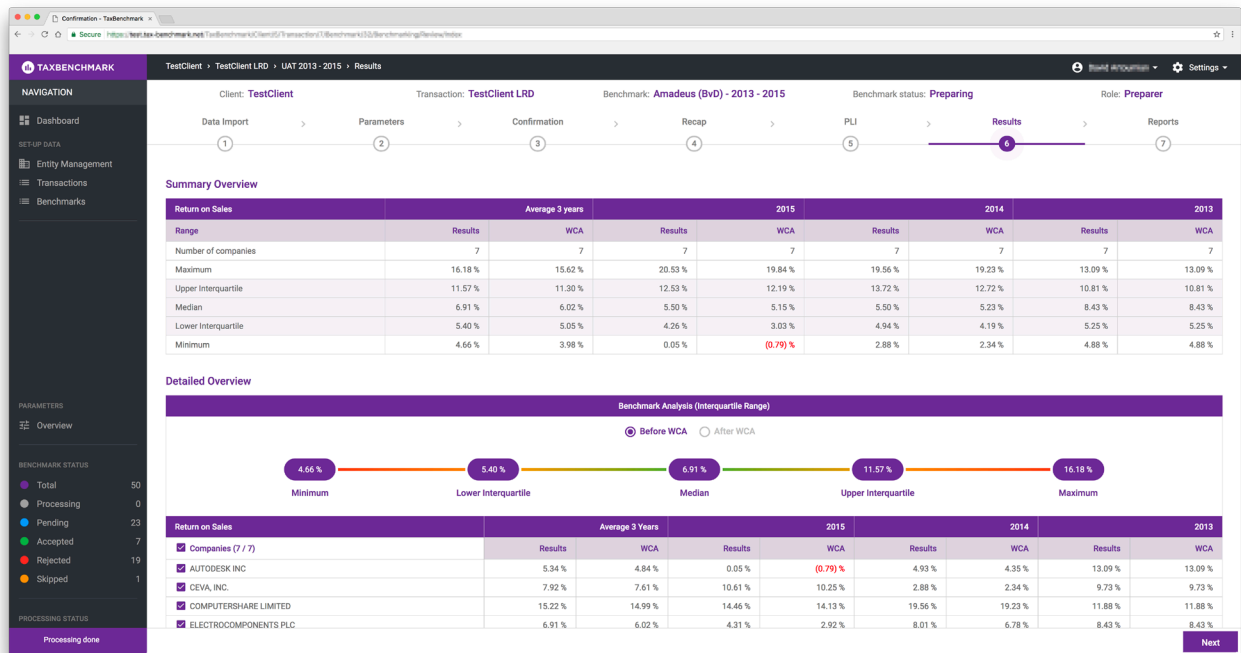 Confirmation - TaxBenchmark
Secure
TAXBENCHMARK
TestClient › TestClient LRD › UAT 2013 - 2015 › Results
Settings
NAVIGATION
Dashboard
SET-UP DATA
Entity Management
Transactions
Benchmarks
PARAMETERS
Overview
BENCHMARK STATUS
Total 50
Processing 0
Pending 23
Accepted 7
Rejected 19
Skipped 1
PROCESSING STATUS
Processing done
Client: TestClient Transaction: TestClient LRD Benchmark: Amadeus (BvD) - 2013 - 2015 Benchmark status: Preparing Role: Preparer
Data Import › Parameters › Confirmation › Recap › PLI › Results › Reports
1 2 3 4 5 6 7
Summary Overview
Return on Sales Average 3 years 2015 2014 2013
Range Results WCA Results WCA Results WCA Results WCA
Number of companies 7 7 7 7 7 7 7 7
Maximum 16.18 % 15.62 % 20.53 % 19.84 % 19.56 % 19.23 % 13.09 % 13.09 %
Upper Interquartile 11.57 % 11.30 % 12.53 % 12.19 % 13.72 % 12.72 % 10.81 % 10.81 %
Median 6.91 % 6.02 % 5.50 % 5.15 % 5.50 % 5.23 % 8.43 % 8.43 %
Lower Interquartile 5.40 % 5.05 % 4.26 % 3.03 % 4.94 % 4.19 % 5.25 % 5.25 %
Minimum 4.66 % 3.98 % 0.05 % (0.79) % 2.88 % 2.34 % 4.88 % 4.88 %
Detailed Overview
Benchmark Analysis (Interquartile Range)
Before WCA After WCA
4.66 % 5.40 % 6.91 % 11.57 % 16.18 %
Minimum Lower Interquartile Median Upper Interquartile Maximum
Return on Sales Average 3 Years 2015 2014 2013
Companies (7 / 7) Results WCA Results WCA Results WCA Results WCA
AUTODESK INC 5.34 % 4.84 % 0.05 % (0.79) % 4.93 % 4.35 % 13.09 % 13.09 %
CEVA, INC. 7.92 % 7.61 % 10.61 % 10.25 % 2.88 % 2.34 % 9.73 % 9.73 %
COMPUTERSHARE LIMITED 15.22 % 14.99 % 14.46 % 14.13 % 19.56 % 19.23 % 11.88 % 11.88 %
ELECTROCOMPONENTS PLC 6.91 % 6.02 % 4.31 % 2.92 % 8.01 % 6.78 % 8.43 % 8.43 %
Next